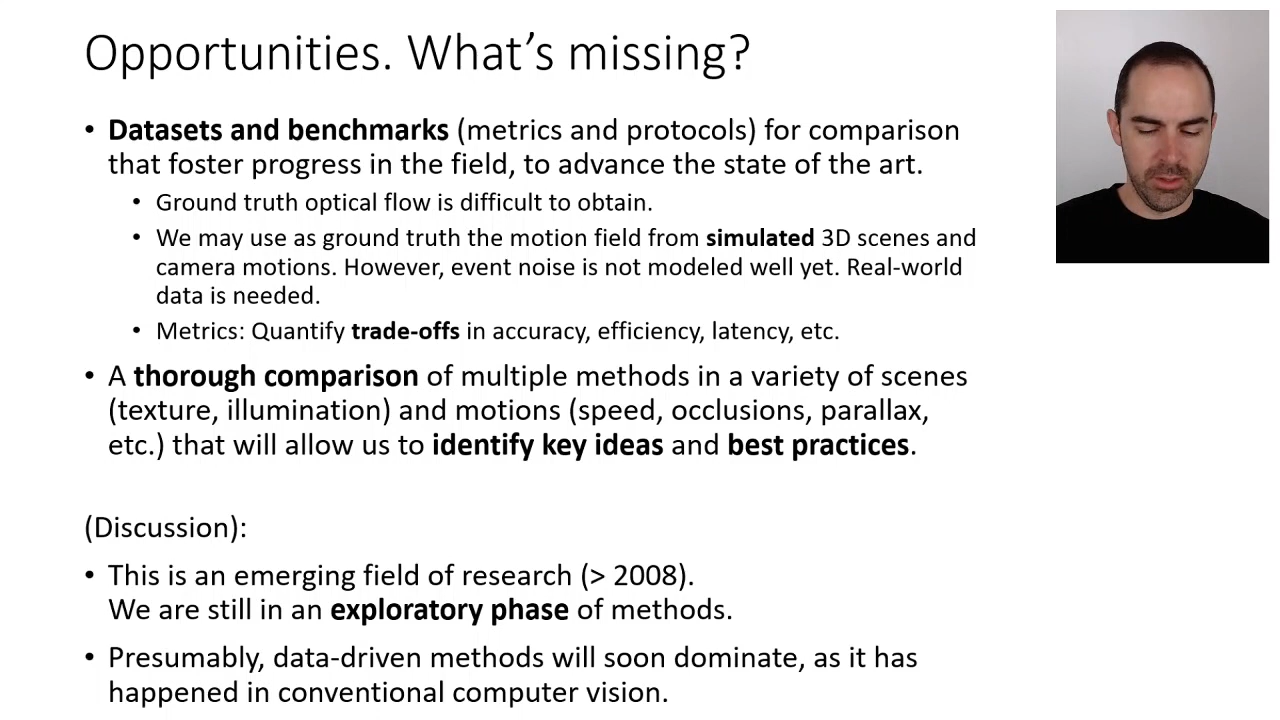 Opportunities. What’s missing?
• Datasets and benchmarks (metrics and protocols) for comparison
that foster progress in the field, to advance the state of the art.
• Ground truth optical flow is difficult to obtain.
• We may use as ground truth the motion field from simulated 3D scenes and
camera motions. However, event noise is not modeled well yet. Real-world
data is needed.
• Metrics: Quantify trade-offs in accuracy, efficiency, latency, etc.
• A thorough comparison of multiple methods in a variety of scenes
(texture, illumination) and motions (speed, occlusions, parallax,
etc.) that will allow us to identify key ideas and best practices.
(Discussion):
• This is an emerging field of research (> 2008).
We are still in an exploratory phase of methods.
• Presumably, data-driven methods will soon dominate, as it has
happened in conventional computer vision.